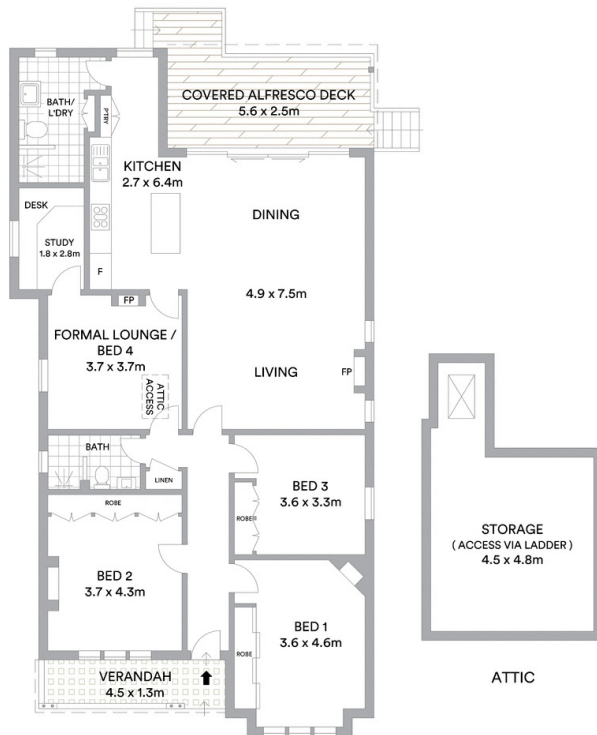 COVERED ALFRESCO DECK
5.6 x 2.5m
BATH/
L'DRY
P'TRY
KITCHEN
2.7 x 6.4m
DESK
STUDY
1.8 x 2.8m
DINING
4.9 x 7.5m
F
FP
FORMAL LOUNGE /
BED 4
3.7 x 3.7m
LIVING
FP
ATTIC
ACCESS
BATH
LINEN
BED 3
3.6 x 3.3m
ROBE
ROBE
BED 2
3.7 x 4.3m
BED 1
3.6 x 4.6m
ROBE
VERANDAH
4.5 x 1.3m
STORAGE
( ACCESS VIA LADDER )
4.5 x 4.8m
ATTIC